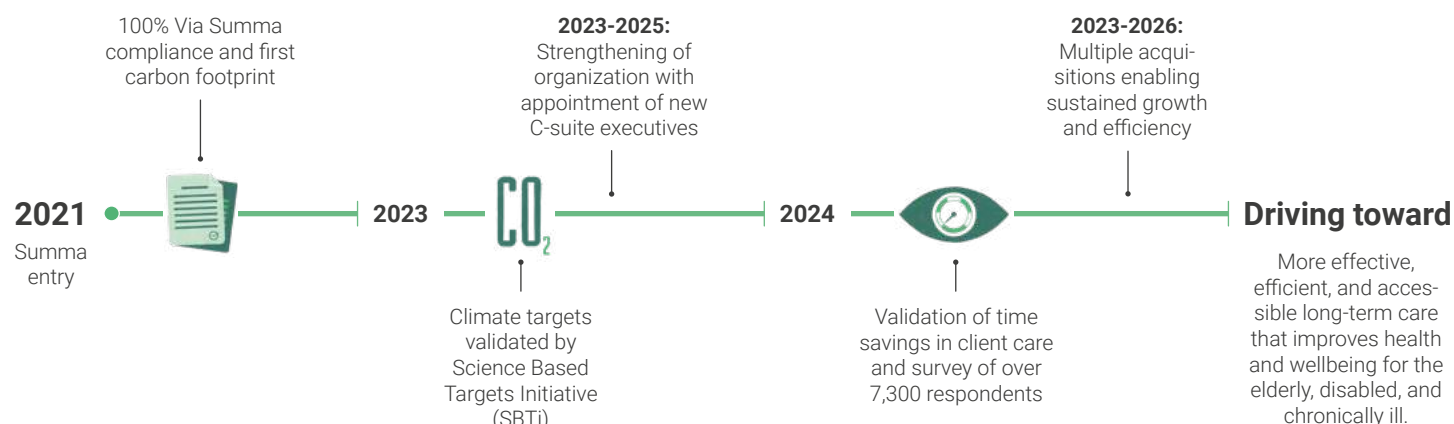 100% Via Summa
compliance and first
carbon footprint
2023-2025:
Strengthening of
organization with
appointment of new
C-suite executives
2023-2026:
Multiple acqui-
sitions enabling
sustained growth
and efficiency
2021
Summa
entry
2023
CO2
2024
Driving toward
Climate targets
validated by
Science Based
Targets Initiative
(SBTi)
Validation of time
savings in client care
and survey of over
7,300 respondents
More effective,
efficient, and acces-
sible long-term care
that improves health
and wellbeing for the
elderly, disabled, and
chronically ill.